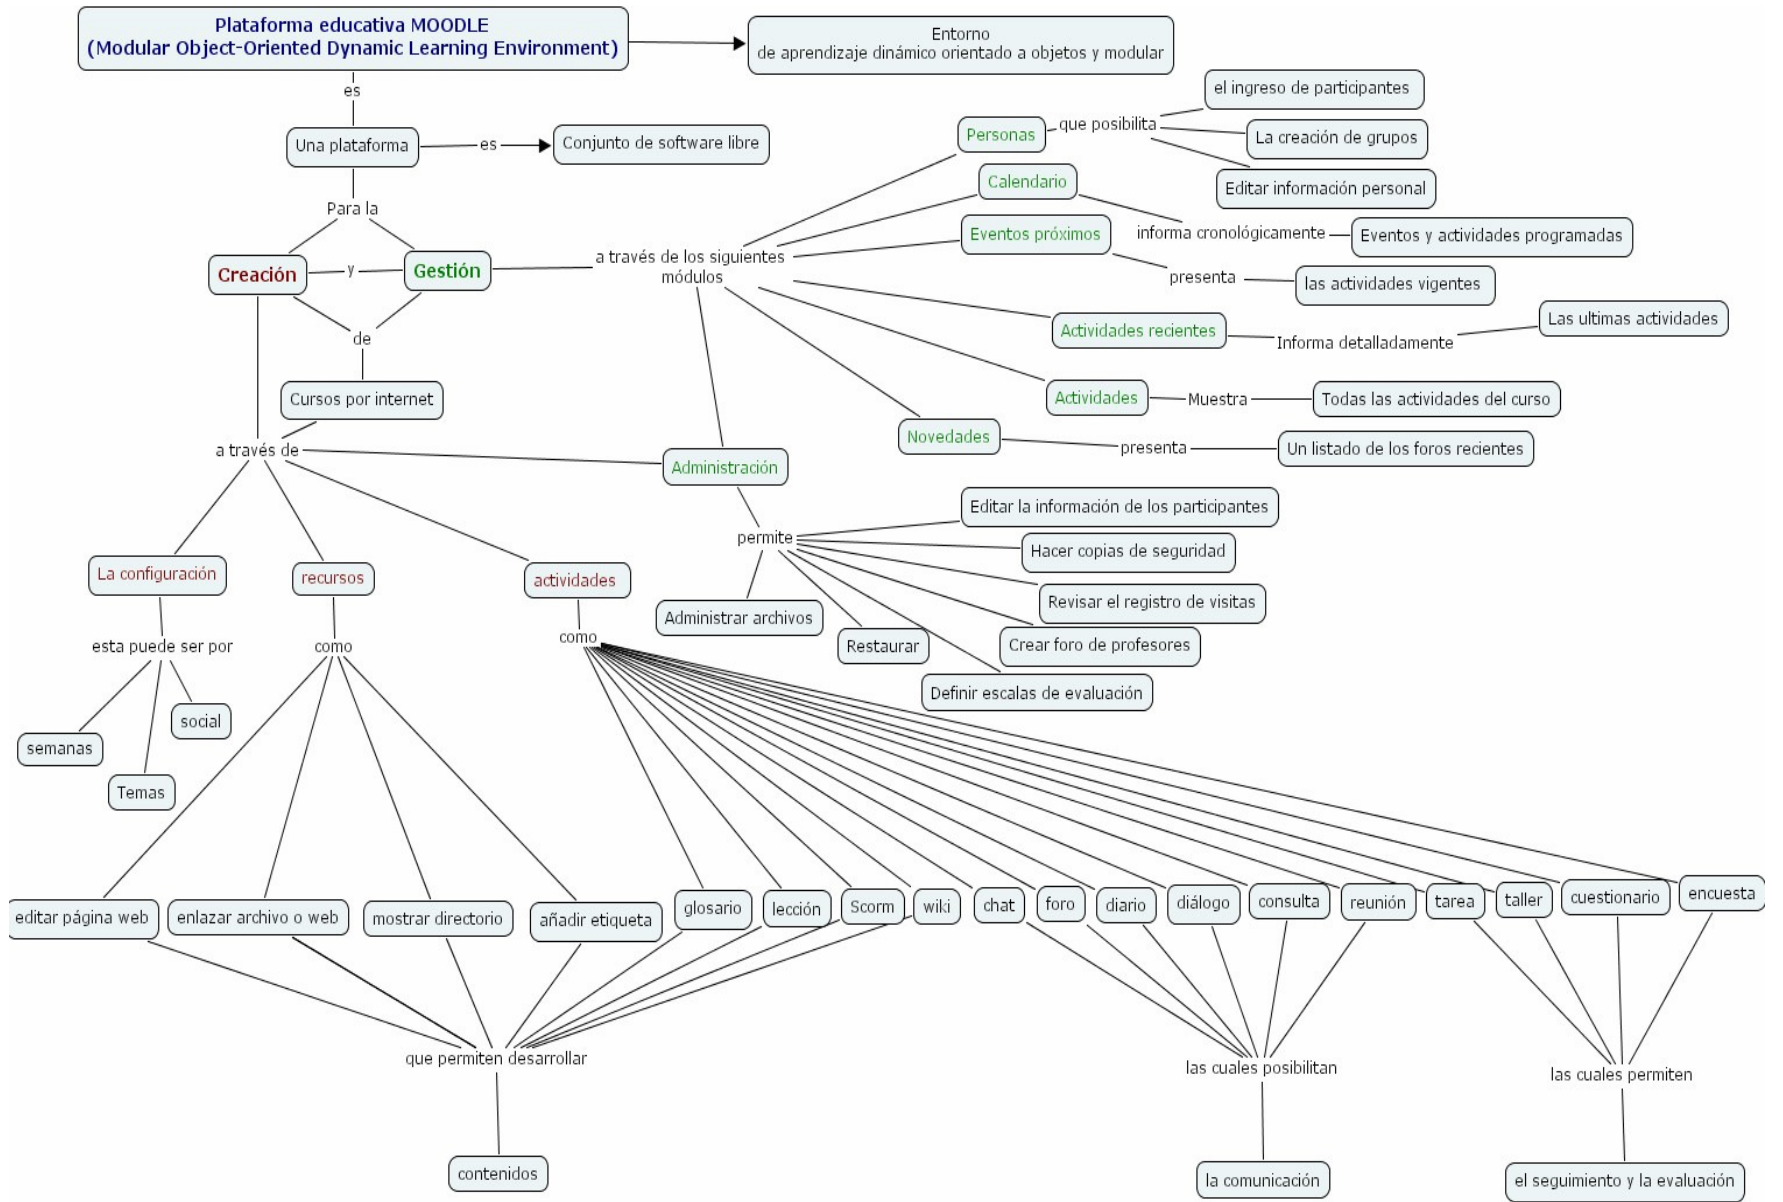 Plataforma educativa MOODLE
(Modular Object-Oriented Dynamic Learning Environment)
Entorno
de aprendizaje dinámico orientado a objetos y modular
es
Una plataforma
es
Conjunto de software libre
Para la
Creación
y
Gestión
de
Cursos por internet
a través de los siguientes
módulos
Personas
que posibilita
el ingreso de participantes
La creación de grupos
Editar información personal
Calendario
informa cronológicamente
Eventos y actividades programadas
Eventos próximos
presenta
las actividades vigentes
Actividades recientes
Informa detalladamente
Las ultimas actividades
Actividades
Muestra
Todas las actividades del curso
Novedades
presenta
Un listado de los foros recientes
a través de
Administración
permite
Editar la información de los participantes
Hacer copias de seguridad
Revisar el registro de visitas
Crear foro de profesores
Definir escalas de evaluación
Restaurar
Administrar archivos
La configuración
recursos
actividades
esta puede ser por
como
como
social
semanas
Temas
editar página web
enlazar archivo o web
mostrar directorio
añadir etiqueta
glosario
lección
Scorm
wiki
chat
foro
diario
diálogo
consulta
reunión
tarea
taller
cuestionario
encuesta
que permiten desarrollar
las cuales posibilitan
las cuales permiten
contenidos
la comunicación
el seguimiento y la evaluación